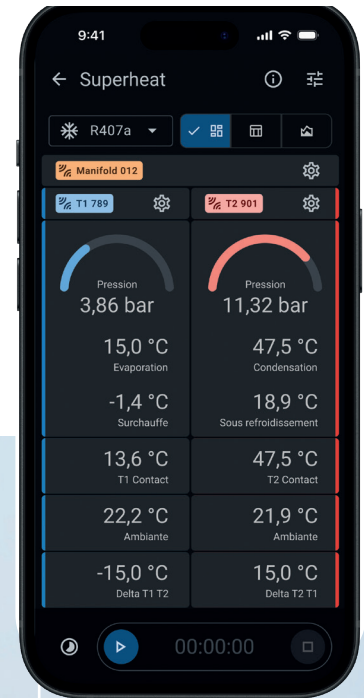 9:41
Superheat
R407a
Manifold 012
T1 789
T2 901
Pression
3,86 bar
Pression
11,32 bar
15,0 °C
Evaporation
47,5 °C
Condensation
-1,4 °C
Surchauffe
18,9 °C
Sous refroidissement
13,6 °C
T1 Contact
47,5 °C
T2 Contact
22,2 °C
Ambiante
21,9 °C
Ambiante
-15,0 °C
Delta T1 T2
15,0 °C
Delta T2 T1
00:00:00